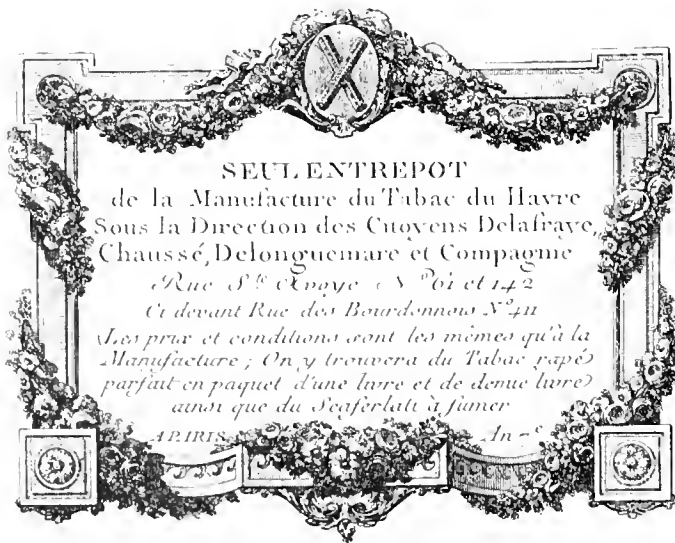 SEUL ENTREPOT
de la Manufacture du Tabac du Havre
Sous la Direction des Citoyens Delafraye,
Chaussé, Delonguemare et Compagnie
Rue Ste Avoye No 61 et 142
Ci devant Rue des Bourdonnois No 411
Les prix et conditions sont les mêmes qu'à la
Manufacture; On y trouvera du Tabac rapé
parfait en paquet d'une livre et de demie livre
ainsi que du Scaferlati à fumer
A PARIS An 7e